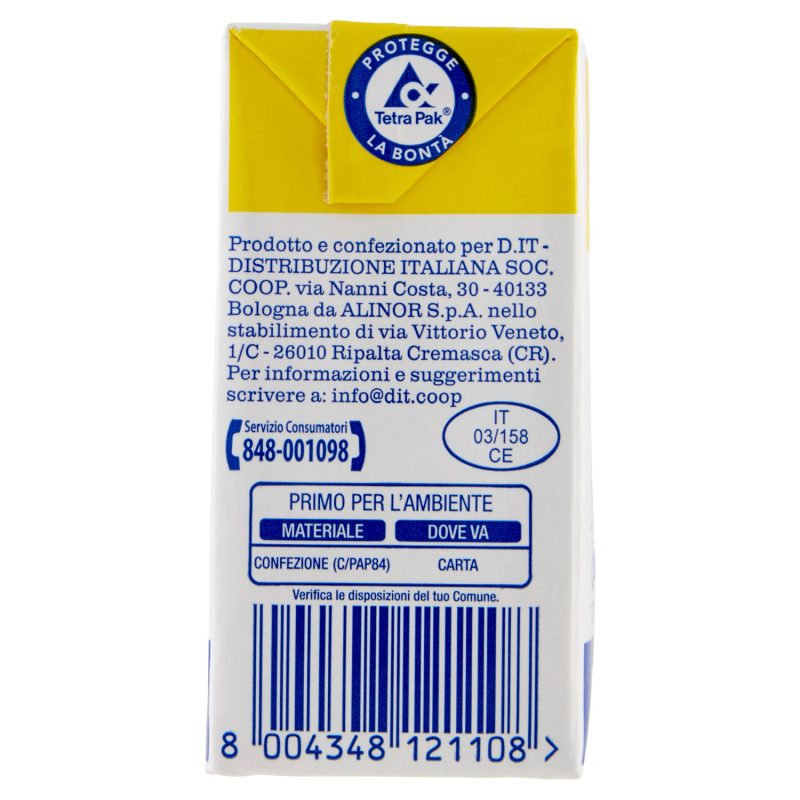 PROTEGGE
Tetra Pak®
LA BONTÀ
Prodotto e confezionato per D.IT -
DISTRIBUZIONE ITALIANA SOC.
COOP. via Nanni Costa, 30 - 40133
Bologna da ALINOR S.p.A. nello
stabilimento di via Vittorio Veneto,
1/C - 26010 Ripalta Cremasca (CR).
Per informazioni e suggerimenti
scrivere a: info@dit.coop
Servizio Consumatori
848-001098
IT
03/158
CE
PRIMO PER L'AMBIENTE
MATERIALE DOVE VA
CONFEZIONE (C/PAP84) CARTA
Verifica le disposizioni del tuo Comune.
8 004348 121108 >